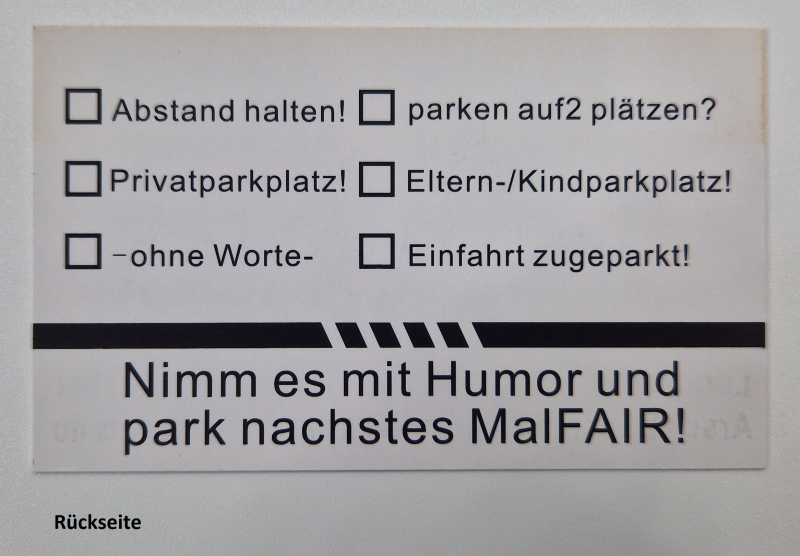 Abstand halten! parken auf2 plätzen?
Privatparkplatz! Eltern-/Kindparkplatz!
-ohne Worte- Einfahrt zugeparkt!
Nimm es mit Humor und
park nachstes MalFAIR!
Rückseite